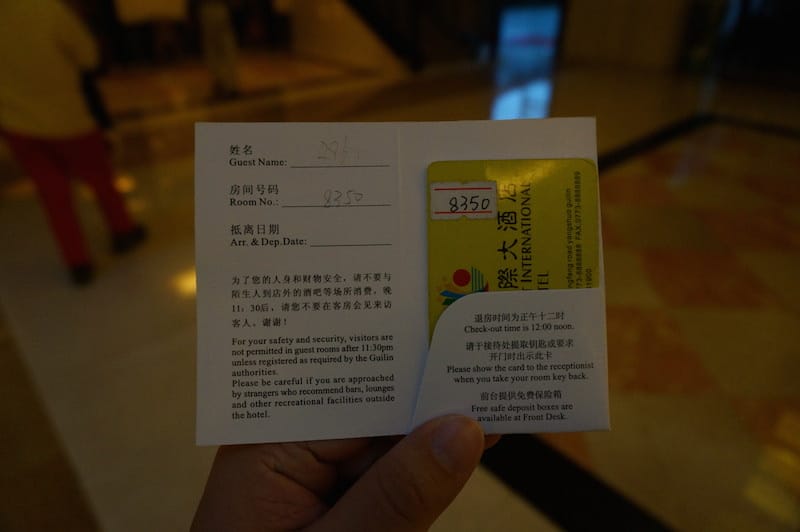 姓名
Guest Name:
房间号码
Room No.: 8350
抵离日期
Arr. & Dep.Date:
为了您的人身和财物安全，请不要与
陌生人到店外的酒吧等场所消费，晚
11：30后，请您不要在客房会见来访
客人。谢谢！
For your safety and security, visitors are
not permitted in guest rooms after 11:30pm
unless registered as required by the Guilin
authorities.
Please be careful if you are approached
by strangers who recommend bars, lounges
and other recreational facilities outside
the hotel.
8350
際大酒店
INTERNATIONAL
TEL
road yangshuo guilin
FAX:0773-8888889
退房时间为正午十二时
Check-out time is 12:00 noon.
请于接待处提取钥匙或要求
开门时出示此卡
Please show the card to the receptionist
when you take your room key back.
前台提供免费保险箱
Free safe deposit boxes are
available at Front Desk.